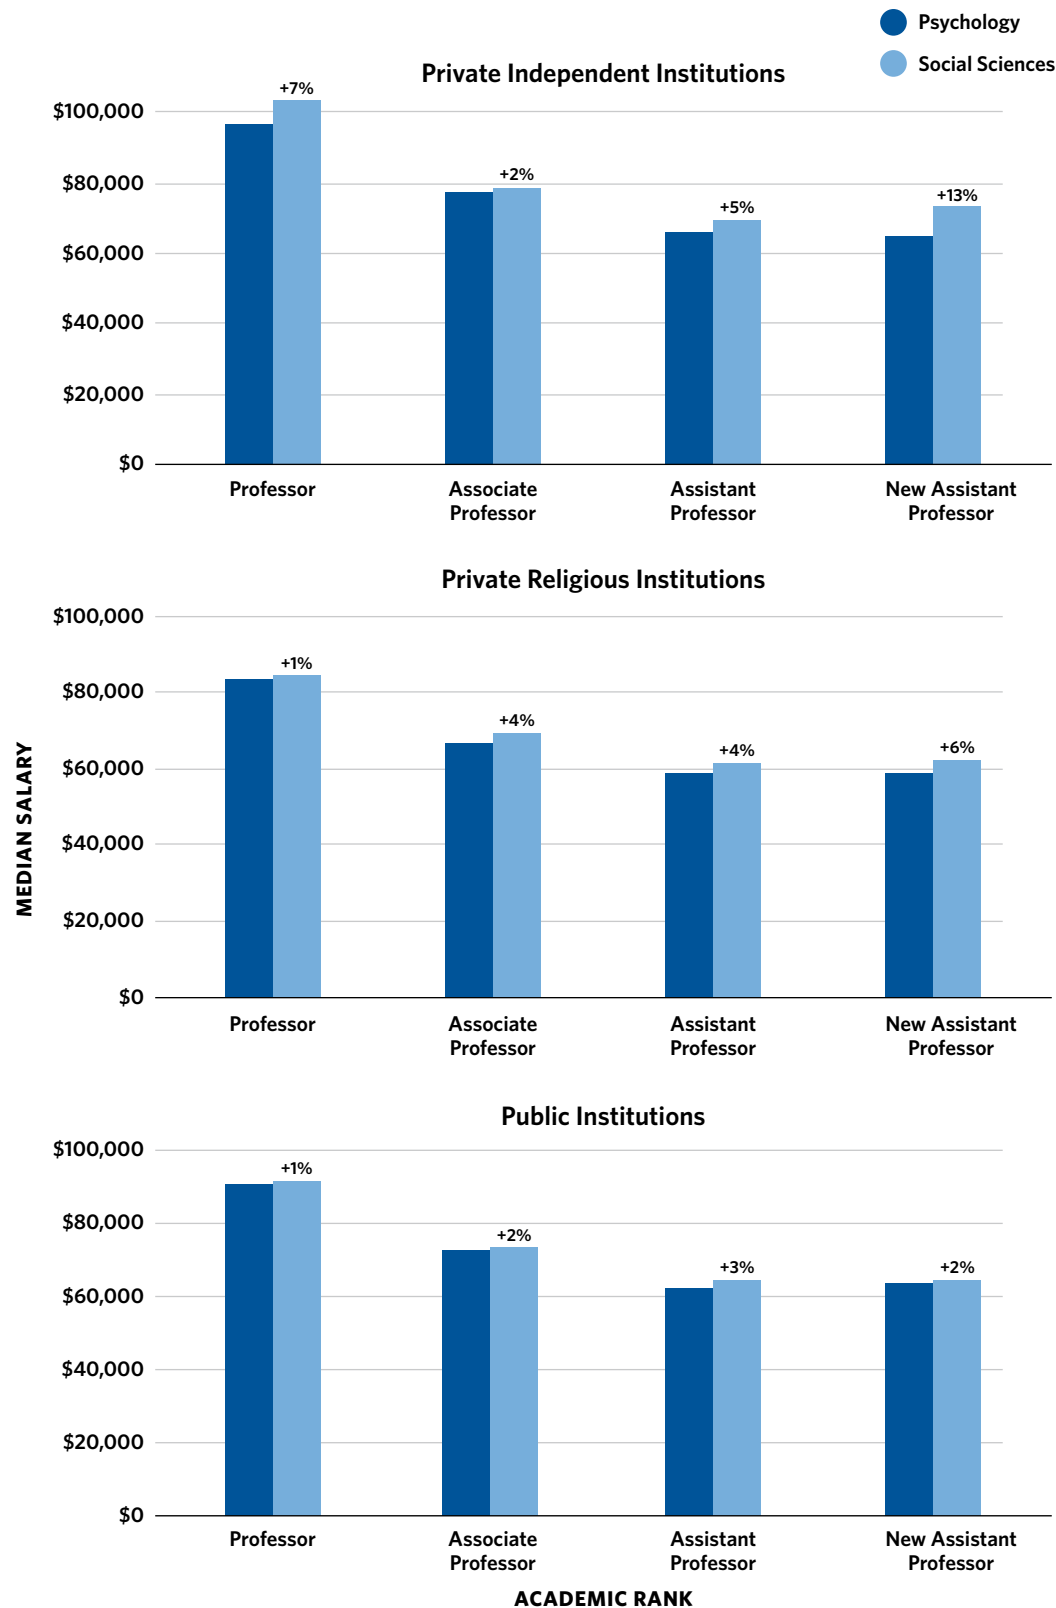 Psychology
Social Sciences
Private Independent Institutions
+7%
+2%
+5%
+13%
$100,000
$80,000
$60,000
$40,000
$20,000
$0
Professor
Associate
Professor
Assistant
Professor
New Assistant
Professor
Private Religious Institutions
+1%
+4%
+4%
+6%
$100,000
$80,000
$60,000
$40,000
$20,000
$0
Professor
Associate
Professor
Assistant
Professor
New Assistant
Professor
MEDIAN SALARY
Public Institutions
+1%
+2%
+3%
+2%
$100,000
$80,000
$60,000
$40,000
$20,000
$0
Professor
Associate
Professor
Assistant
Professor
New Assistant
Professor
ACADEMIC RANK